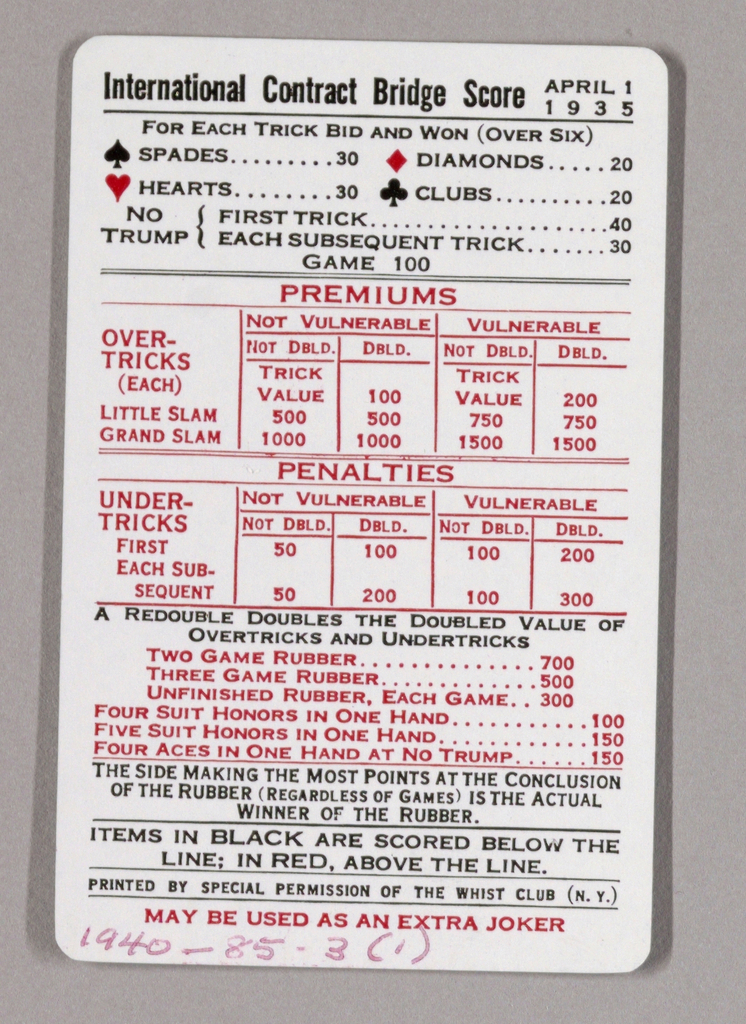 International Contract Bridge Score APRIL 1 1935
FOR EACH TRICK BID AND WON (OVER SIX)
♠ SPADES.........30 ♦ DIAMONDS.....20
♥ HEARTS.........30 ♣ CLUBS..........20
NO TRUMP { FIRST TRICK......................40
EACH SUBSEQUENT TRICK.......30
GAME 100
PREMIUMS
OVER-TRICKS (EACH) NOT VULNERABLE VULNERABLE
NOT DBLD. DBLD. NOT DBLD. DBLD.
TRICK VALUE 100 TRICK VALUE 200
LITTLE SLAM 500 500 750 750
GRAND SLAM 1000 1000 1500 1500
PENALTIES
UNDER-TRICKS NOT VULNERABLE VULNERABLE
NOT DBLD. DBLD. NOT DBLD. DBLD.
FIRST 50 100 100 200
EACH SUB-
SEQUENT 50 200 100 300
A REDOUBLE DOUBLES THE DOUBLED VALUE OF
OVERTRICKS AND UNDERTRICKS
TWO GAME RUBBER................700
THREE GAME RUBBER..............500
UNFINISHED RUBBER, EACH GAME.. 300
FOUR SUIT HONORS IN ONE HAND............100
FIVE SUIT HONORS IN ONE HAND.............150
FOUR ACES IN ONE HAND AT NO TRUMP......150
THE SIDE MAKING THE MOST POINTS AT THE CONCLUSION
OF THE RUBBER (REGARDLESS OF GAMES) IS THE ACTUAL
WINNER OF THE RUBBER.
ITEMS IN BLACK ARE SCORED BELOW THE
LINE; IN RED, ABOVE THE LINE.
PRINTED BY SPECIAL PERMISSION OF THE WHIST CLUB (N.Y.)
MAY BE USED AS AN EXTRA JOKER
1940-85-3(1)